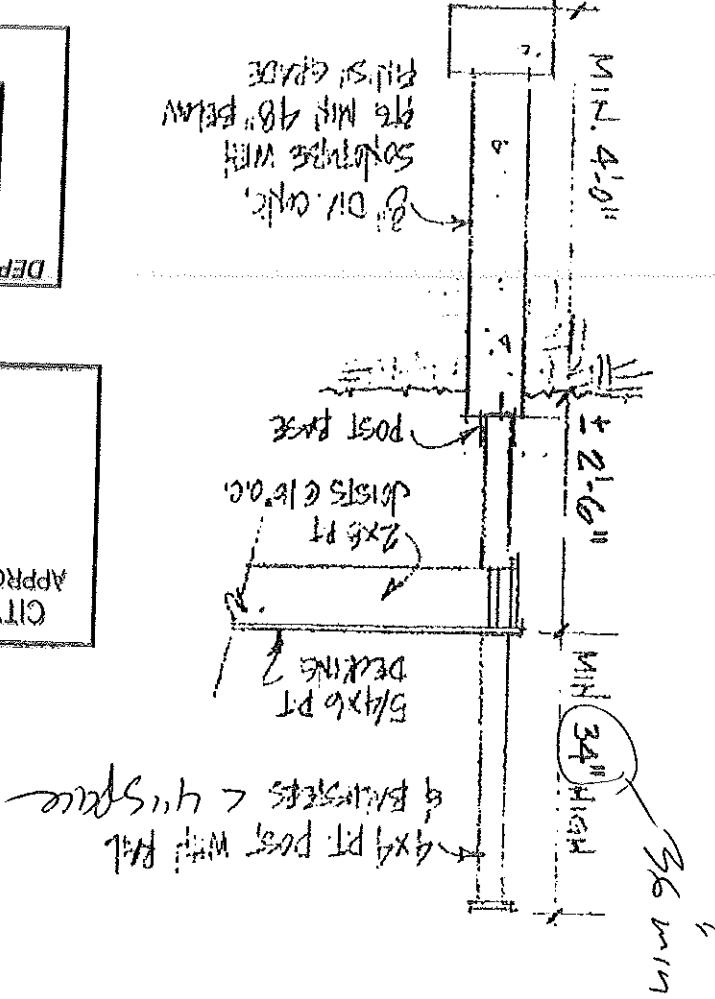 36" min
MIN 34" HIGH
4x4 PT. POST WITH RAIL
& BALUSTERS < 4" space
5/4x6 PT
DECKING
CITY
APPRO
2x8 PT
JOISTS @ 16" O.C.
± 2'-6"
POST BASE
DEP
MIN. 4'-0"
8" DIA. CONC.
SONOTUBE WITH
FTG MIN 48" BELOW
FINISH GRADE